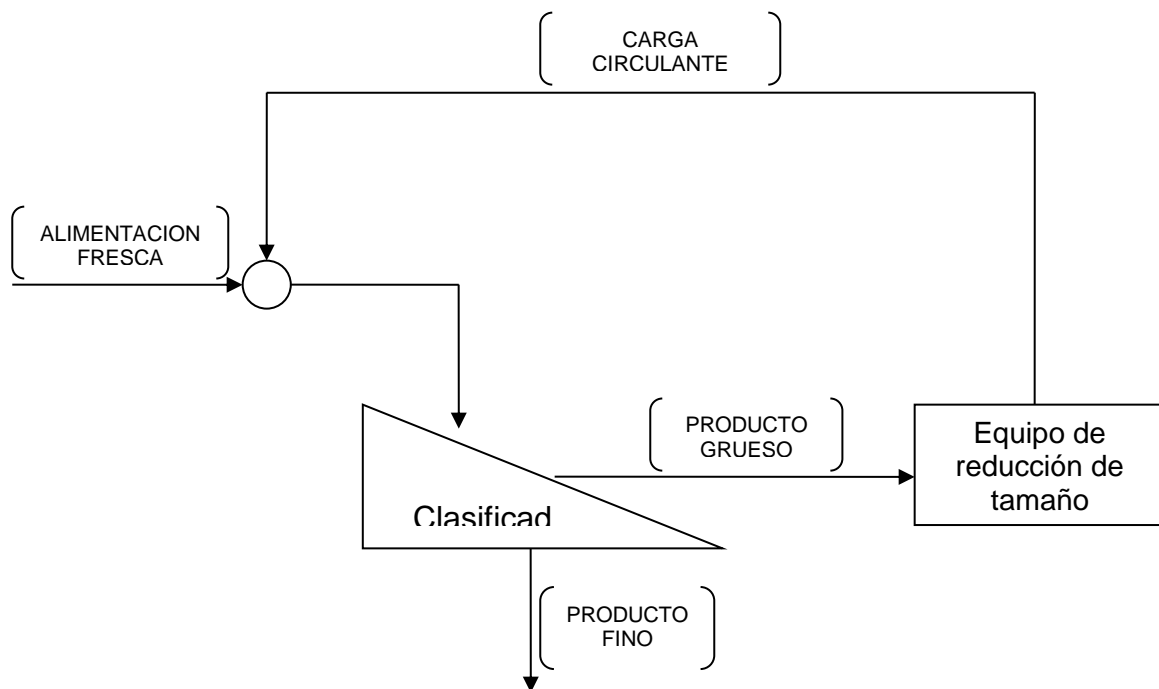 CARGA
CIRCULANTE
ALIMENTACION
FRESCA
PRODUCTO
GRUESO
Equipo de
reducción de
tamaño
Clasificad
PRODUCTO
FINO